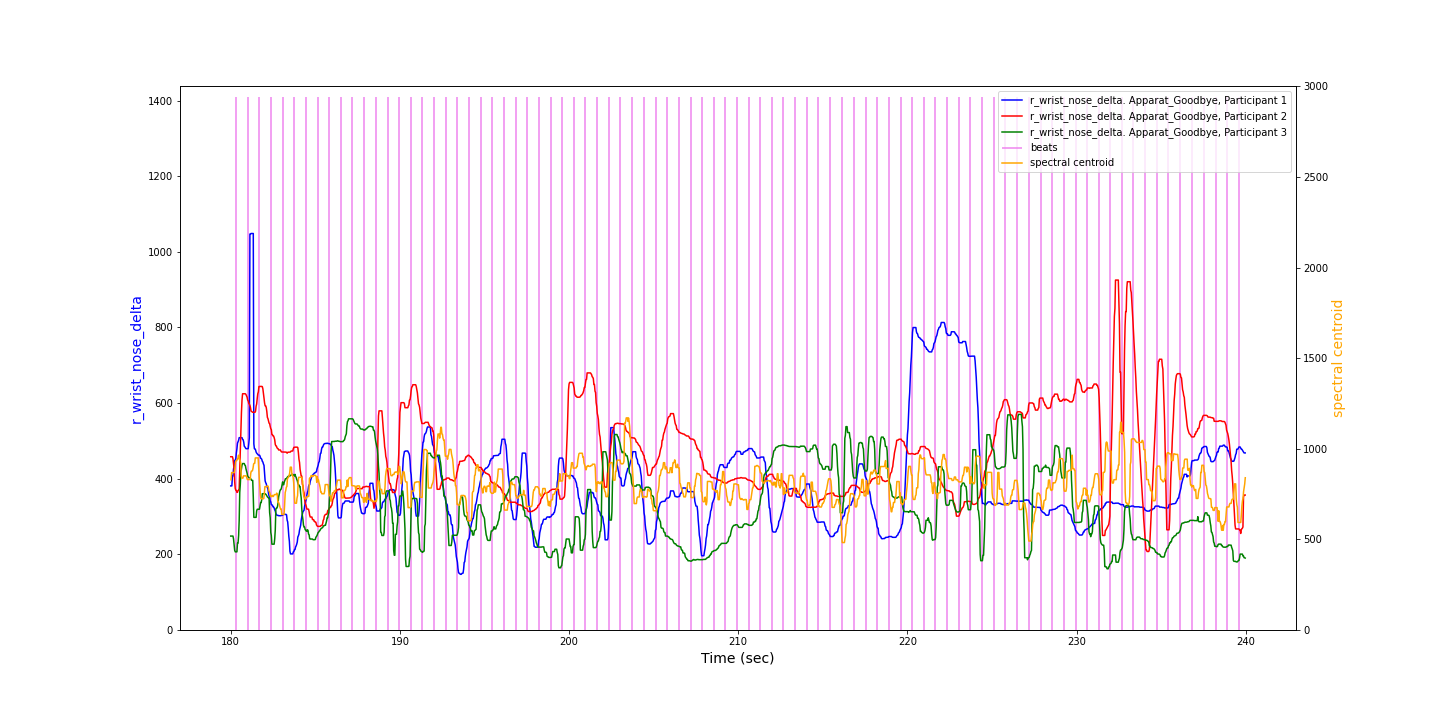 r_wrist_nose_delta. Apparat_Goodbye, Participant 1
r_wrist_nose_delta. Apparat_Goodbye, Participant 2
r_wrist_nose_delta. Apparat_Goodbye, Participant 3
beats
spectral centroid
1400
1200
1000
800
600
400
200
0
r_wrist_nose_delta
3000
2500
2000
1500
1000
500
0
spectral centroid
180
190
200
210
220
230
240
Time (sec)